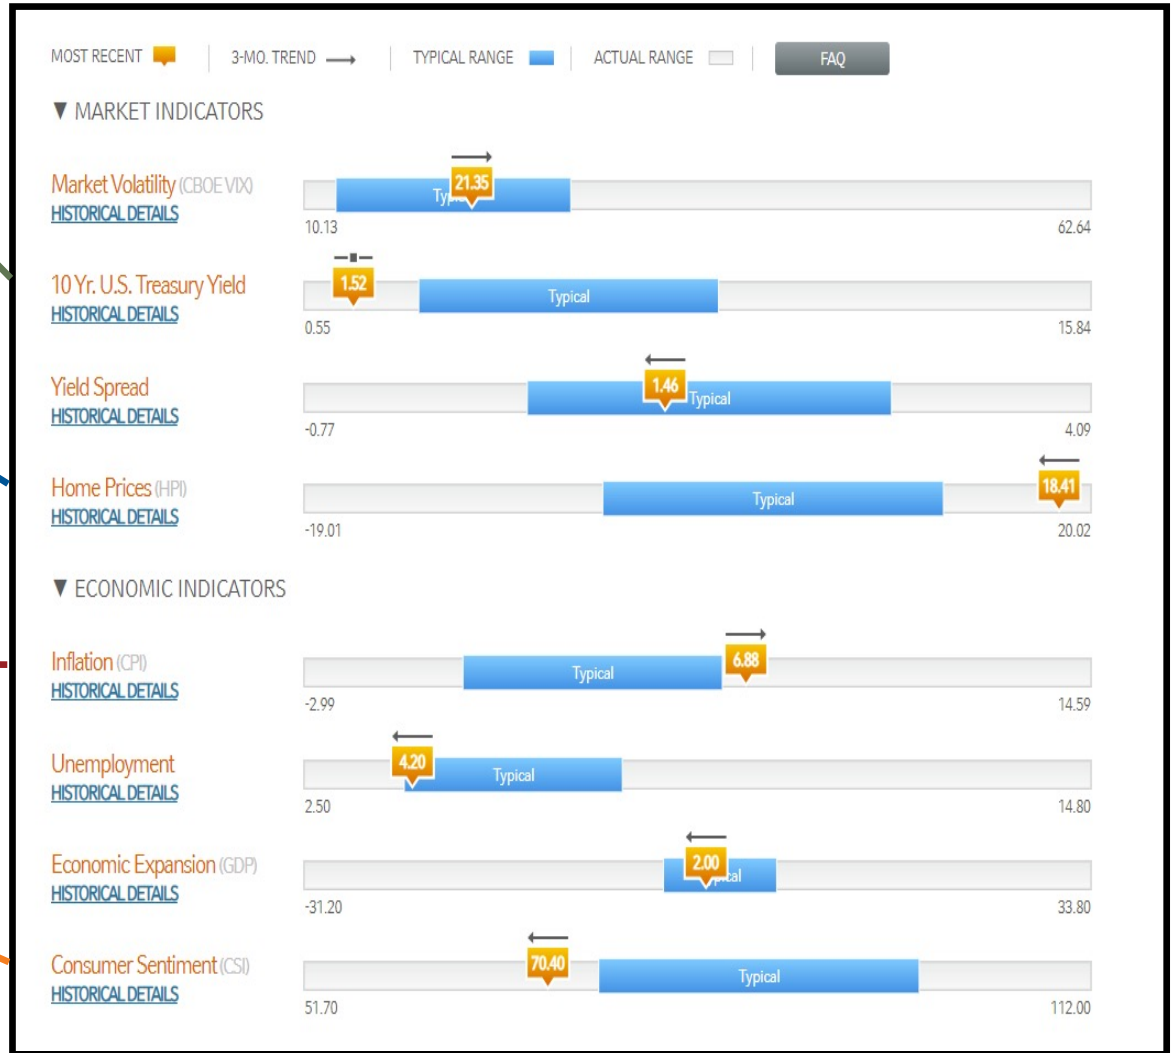 MOST RECENT 3-MO. TREND TYPICAL RANGE ACTUAL RANGE FAQ
▼ MARKET INDICATORS
Market Volatility (CBOE VIX)
HISTORICAL DETAILS
21.35
10.13 62.64
10 Yr. U.S. Treasury Yield
HISTORICAL DETAILS
1.52 Typical
0.55 15.84
Yield Spread
HISTORICAL DETAILS
1.46 Typical
-0.77 4.09
Home Prices (HPI)
HISTORICAL DETAILS
Typical 18.41
-19.01 20.02
▼ ECONOMIC INDICATORS
Inflation (CPI)
HISTORICAL DETAILS
Typical 6.88
-2.99 14.59
Unemployment
HISTORICAL DETAILS
4.20 Typical
2.50 14.80
Economic Expansion (GDP)
HISTORICAL DETAILS
2.00
-31.20 33.80
Consumer Sentiment (CSI)
HISTORICAL DETAILS
70.40 Typical
51.70 112.00